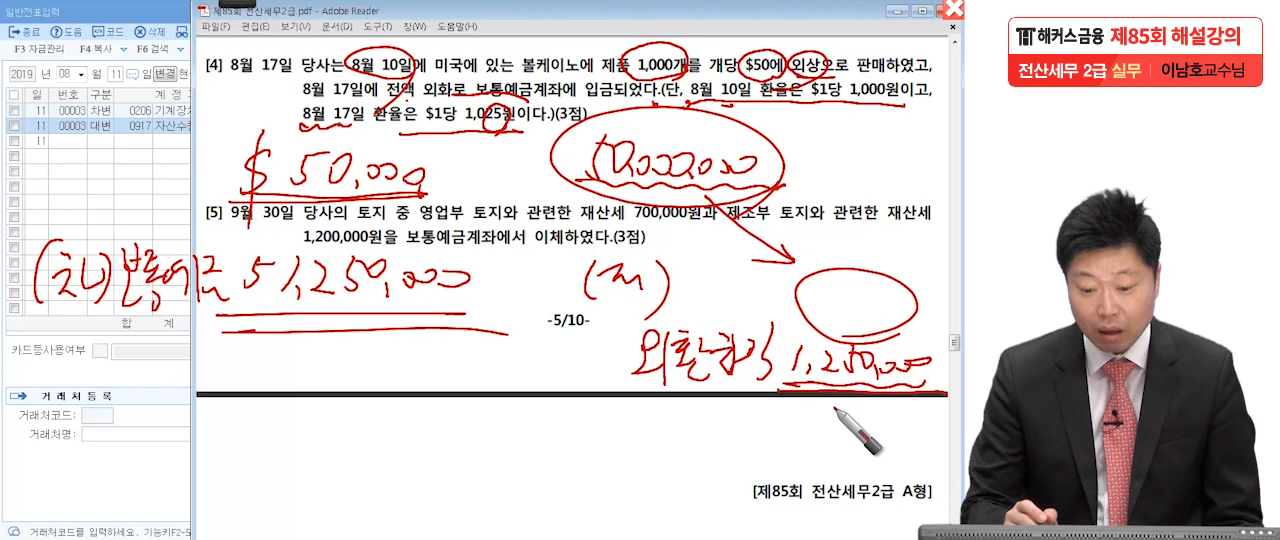 일반전표입력
제85회 전산세무2급.pdf - Adobe Reader
종료 도움 코드 삭제
파일(F) 편집(E) 보기(V) 문서(D) 도구(T) 창(W) 도움말(H)
F3 자금관리 F4 복사 F6 검색
2019 년 08 월 11 일 변경 현
일 번호 구분 계 정
11 00003 차변 0206 기계장치
11 00003 대변 0917 자산수
11
합 계
카드등사용여부
거 래 처 등 록
거래처코드:
거래처명:
거래처코드를 입력하세요. 기능키F2-
[4] 8월 17일 당사는 8월 10일에 미국에 있는 볼케이노에 제품 1,000개를 개당 $50에 외상으로 판매하였고,
8월 17일에 전액 외화로 보통예금계좌에 입금되었다.(단, 8월 10일 환율은 $1당 1,000원이고,
8월 17일 환율은 $1당 1,025원이다.)(3점)
$ 50,000
50,000,000
[5] 9월 30일 당사의 토지 중 영업부 토지와 관련한 재산세 700,000원과 제조부 토지와 관련한 재산세
1,200,000원을 보통예금계좌에서 이체하였다.(3점)
(차) 보통예금 51,250,000
(대)
-5/10-
외환차익 1,250,000
[제85회 전산세무2급 A형]
해커스금융 제85회 해설강의
전산세무 2급 실무 이남호교수님